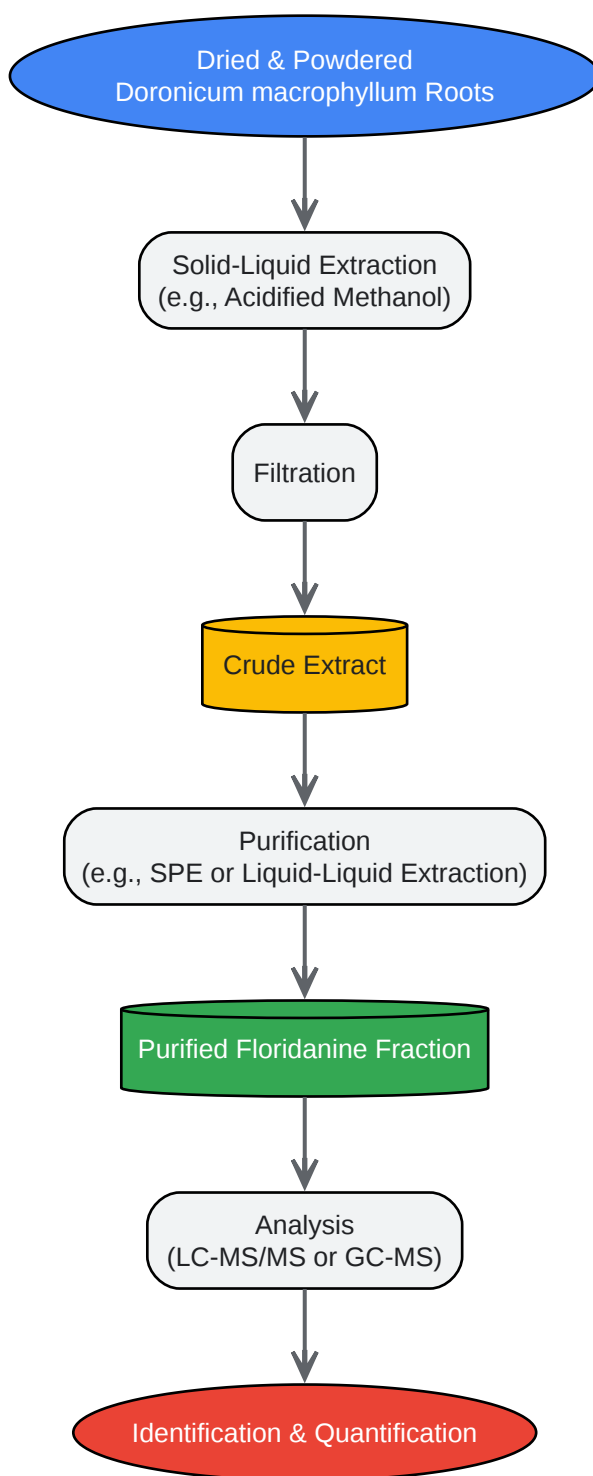 Dried & Powdered
Doronicum macrophyllum Roots
Solid-Liquid Extraction
(e.g., Acidified Methanol)
Filtration
Crude Extract
Purification
(e.g., SPE or Liquid-Liquid Extraction)
Purified Floridanine Fraction
Analysis
(LC-MS/MS or GC-MS)
Identification & Quantification